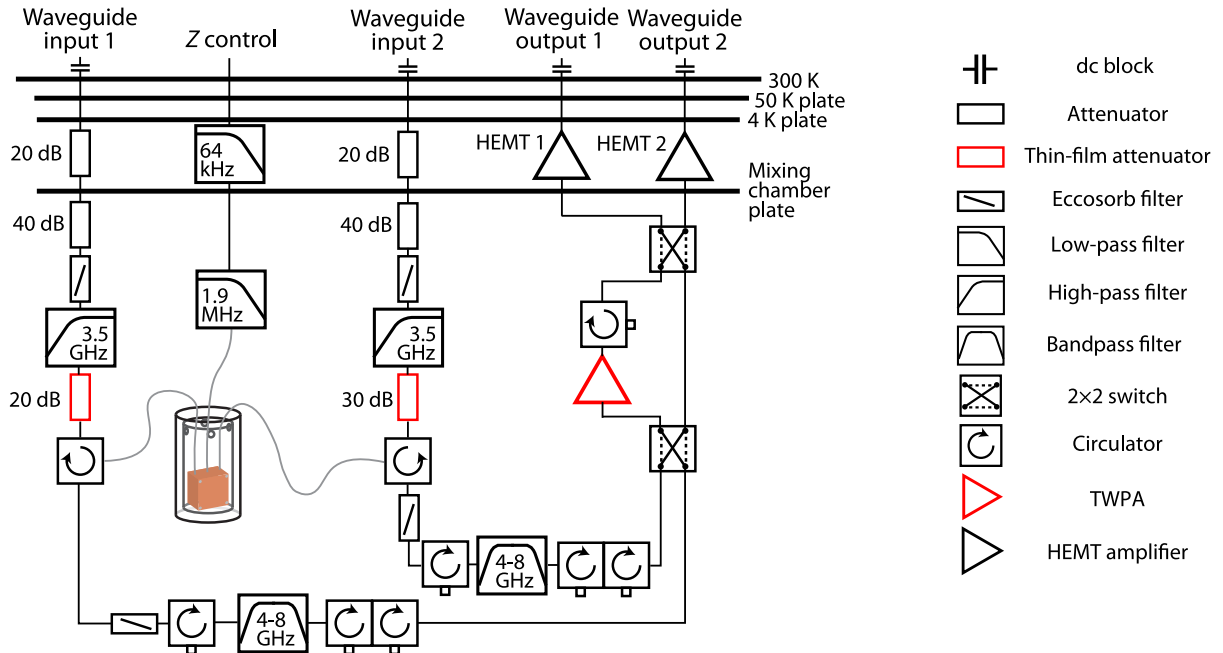 Waveguide
input 1
Z control
Waveguide
input 2
Waveguide
output 1
Waveguide
output 2
300 K
50 K plate
4 K plate
20 dB
64
kHz
20 dB
HEMT 1
HEMT 2
Mixing
chamber
plate
40 dB
40 dB
1.9
MHz
3.5
GHz
3.5
GHz
20 dB
30 dB
4-8
GHz
4-8
GHz
dc block
Attenuator
Thin-film attenuator
Eccosorb filter
Low-pass filter
High-pass filter
Bandpass filter
2×2 switch
Circulator
TWPA
HEMT amplifier